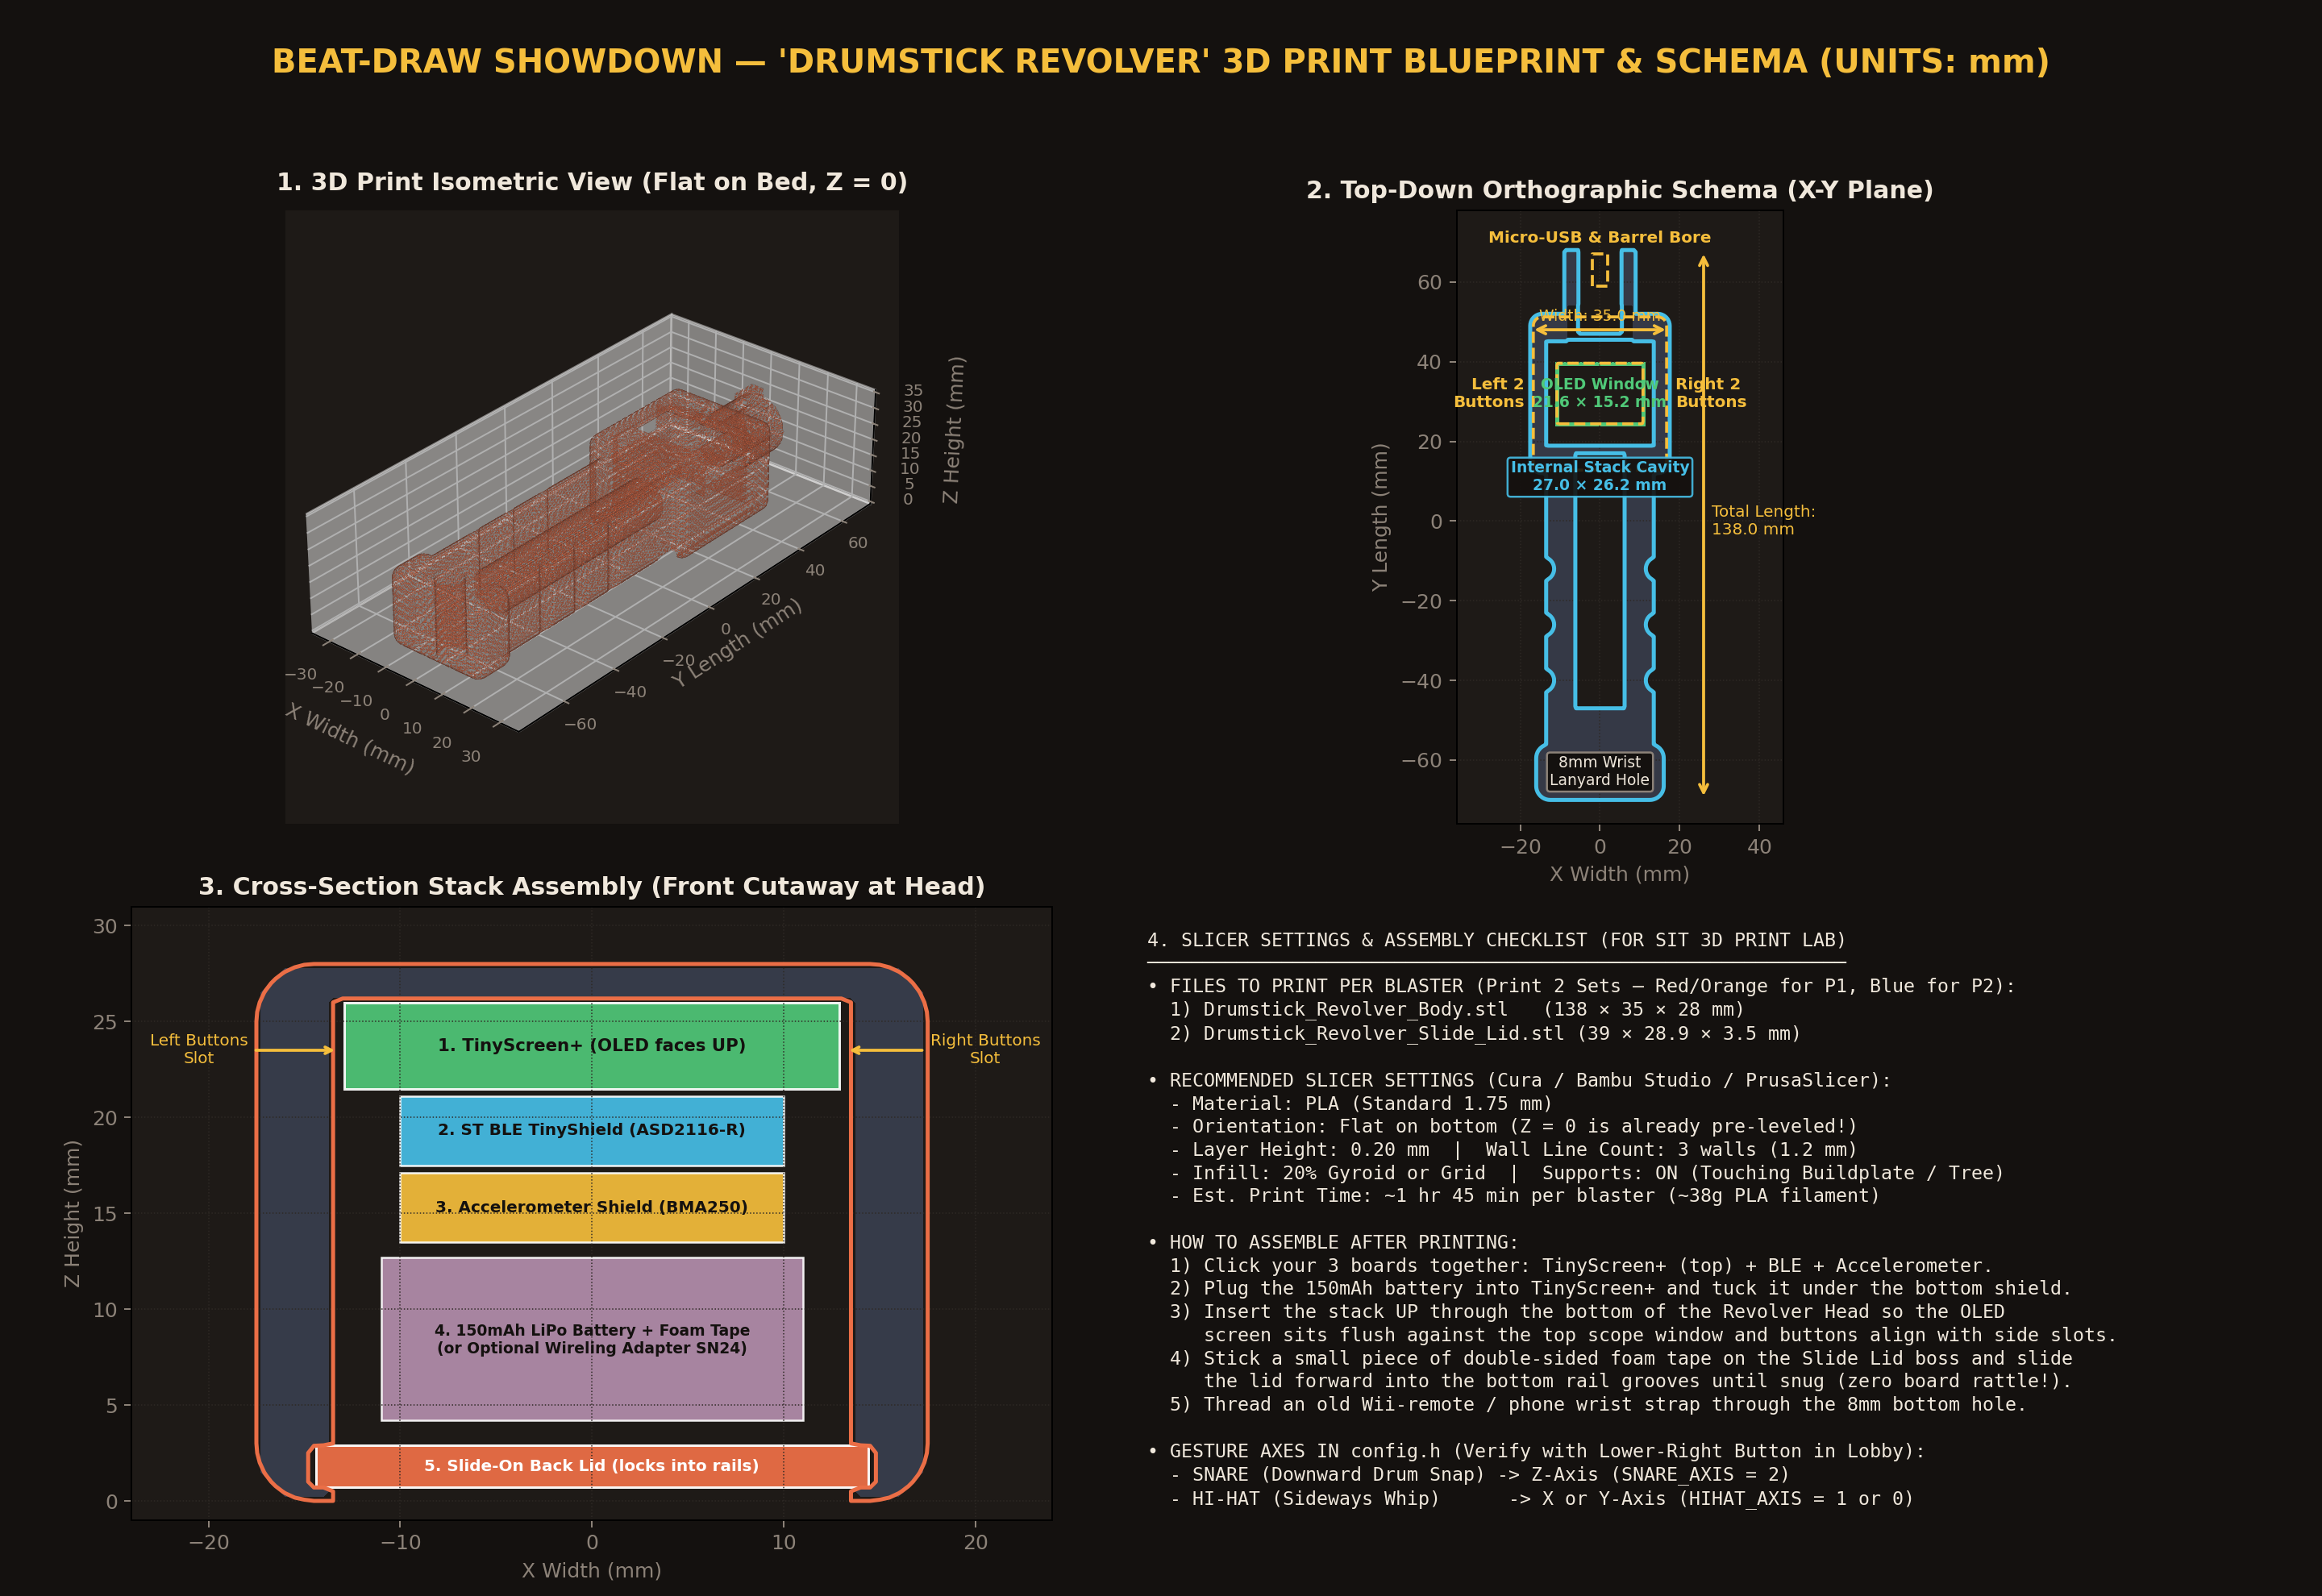 BEAT-DRAW SHOWDOWN — 'DRUMSTICK REVOLVER' 3D PRINT BLUEPRINT & SCHEMA (UNITS: mm)
1. 3D Print Isometric View (Flat on Bed, Z = 0)
35
30
25
20
15
10
5
0
Z Height (mm)
60
40
20
0
−20
−40
−60
Y Length (mm)
−30
−20
−10
0
10
20
30
X Width (mm)
2. Top-Down Orthographic Schema (X-Y Plane)
Micro-USB & Barrel Bore
Width: 35.0 mm
Left 2
Buttons
OLED Window
21.6 × 15.2 mm
Right 2
Buttons
Internal Stack Cavity
27.0 × 26.2 mm
Total Length:
138.0 mm
8mm Wrist
Lanyard Hole
60
40
20
0
−20
−40
−60
Y Length (mm)
−20
0
20
40
X Width (mm)
3. Cross-Section Stack Assembly (Front Cutaway at Head)
30
25
20
15
10
5
0
Z Height (mm)
Left Buttons
Slot
Right Buttons
Slot
1. TinyScreen+ (OLED faces UP)
2. ST BLE TinyShield (ASD2116-R)
3. Accelerometer Shield (BMA250)
4. 150mAh LiPo Battery + Foam Tape
(or Optional Wireling Adapter SN24)
5. Slide-On Back Lid (locks into rails)
−20
−10
0
10
20
X Width (mm)
4. SLICER SETTINGS & ASSEMBLY CHECKLIST (FOR SIT 3D PRINT LAB)
• FILES TO PRINT PER BLASTER (Print 2 Sets — Red/Orange for P1, Blue for P2):
1) Drumstick_Revolver_Body.stl (138 × 35 × 28 mm)
2) Drumstick_Revolver_Slide_Lid.stl (39 × 28.9 × 3.5 mm)
• RECOMMENDED SLICER SETTINGS (Cura / Bambu Studio / PrusaSlicer):
- Material: PLA (Standard 1.75 mm)
- Orientation: Flat on bottom (Z = 0 is already pre-leveled!)
- Layer Height: 0.20 mm | Wall Line Count: 3 walls (1.2 mm)
- Infill: 20% Gyroid or Grid | Supports: ON (Touching Buildplate / Tree)
- Est. Print Time: ~1 hr 45 min per blaster (~38g PLA filament)
• HOW TO ASSEMBLE AFTER PRINTING:
1) Click your 3 boards together: TinyScreen+ (top) + BLE + Accelerometer.
2) Plug the 150mAh battery into TinyScreen+ and tuck it under the bottom shield.
3) Insert the stack UP through the bottom of the Revolver Head so the OLED
screen sits flush against the top scope window and buttons align with side slots.
4) Stick a small piece of double-sided foam tape on the Slide Lid boss and slide
the lid forward into the bottom rail grooves until snug (zero board rattle!).
5) Thread an old Wii-remote / phone wrist strap through the 8mm bottom hole.
• GESTURE AXES IN config.h (Verify with Lower-Right Button in Lobby):
- SNARE (Downward Drum Snap) -> Z-Axis (SNARE_AXIS = 2)
- HI-HAT (Sideways Whip) -> X or Y-Axis (HIHAT_AXIS = 1 or 0)